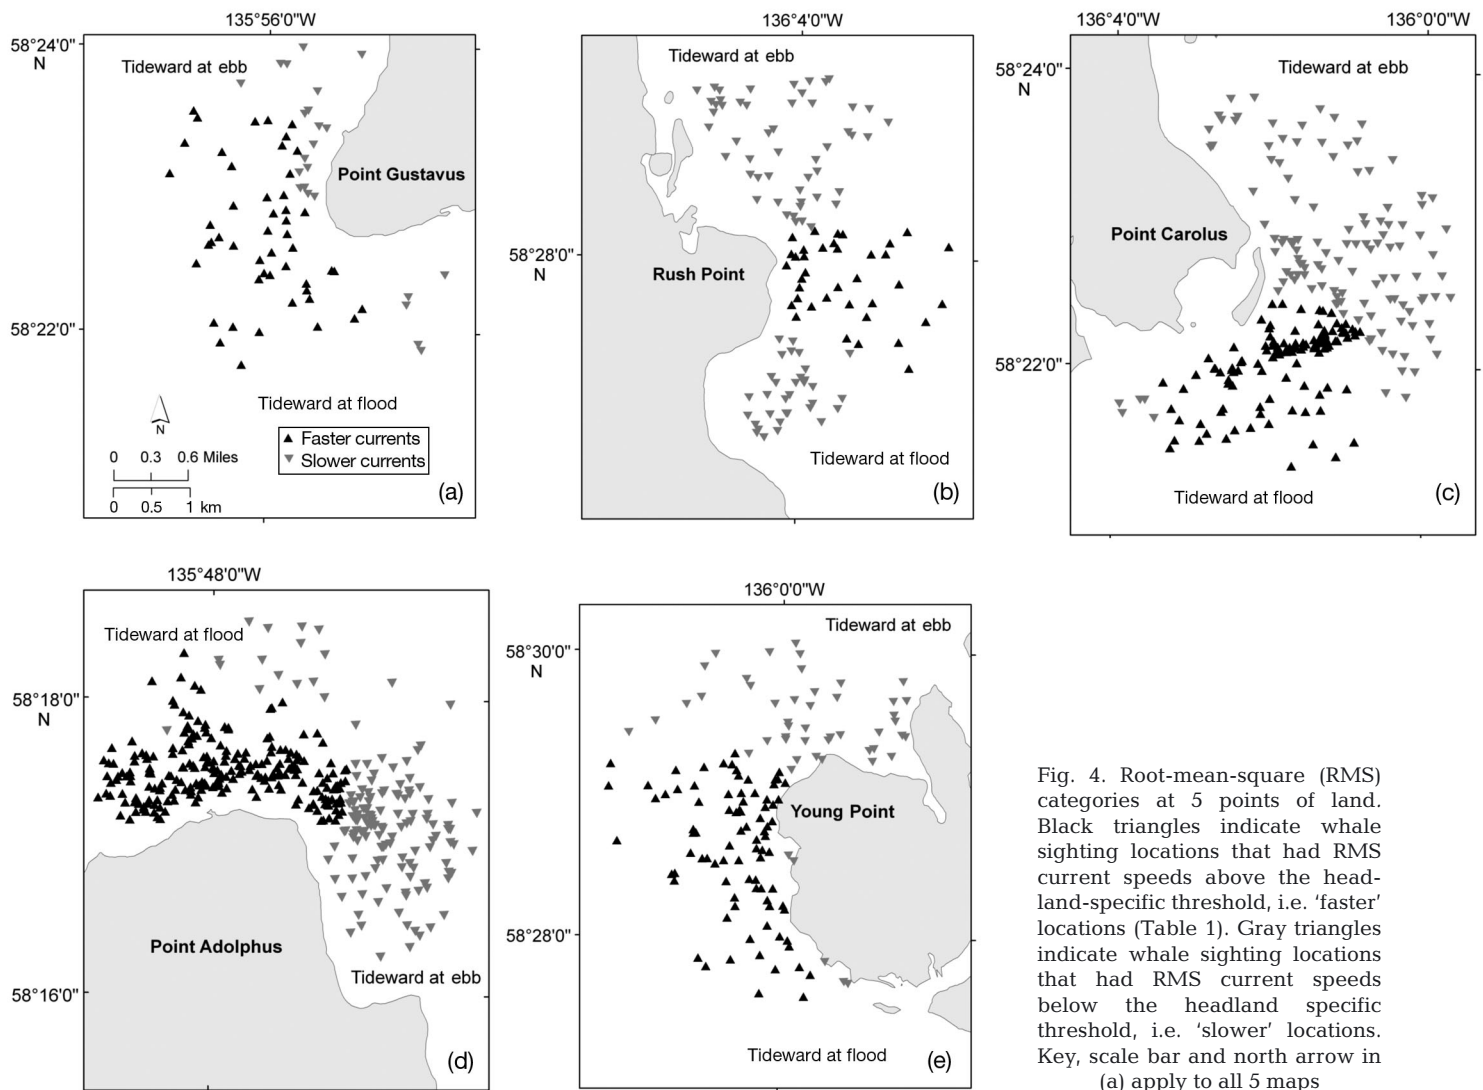 135°56'0"W
58°24'0"
N
Tideward at ebb
Point Gustavus
58°22'0"
Tideward at flood
N
▲ Faster currents
▼ Slower currents
0 0.3 0.6 Miles
0 0.5 1 km
(a)
136°4'0"W
Tideward at ebb
58°28'0"
N
Rush Point
Tideward at flood
(b)
136°4'0"W 136°0'0"W
58°24'0"
N
Tideward at ebb
Point Carolus
58°22'0"
Tideward at flood
(c)
135°48'0"W
Tideward at flood
58°18'0"
N
Point Adolphus
Tideward at ebb
58°16'0"
(d)
136°0'0"W
Tideward at ebb
58°30'0"
N
Young Point
58°28'0"
Tideward at flood
(e)
Fig. 4. Root-mean-square (RMS)
categories at 5 points of land.
Black triangles indicate whale
sighting locations that had RMS
current speeds above the head-
land-specific threshold, i.e. ‘faster’
locations (Table 1). Gray triangles
indicate whale sighting locations
that had RMS current speeds
below the headland specific
threshold, i.e. ‘slower’ locations.
Key, scale bar and north arrow in
(a) apply to all 5 maps